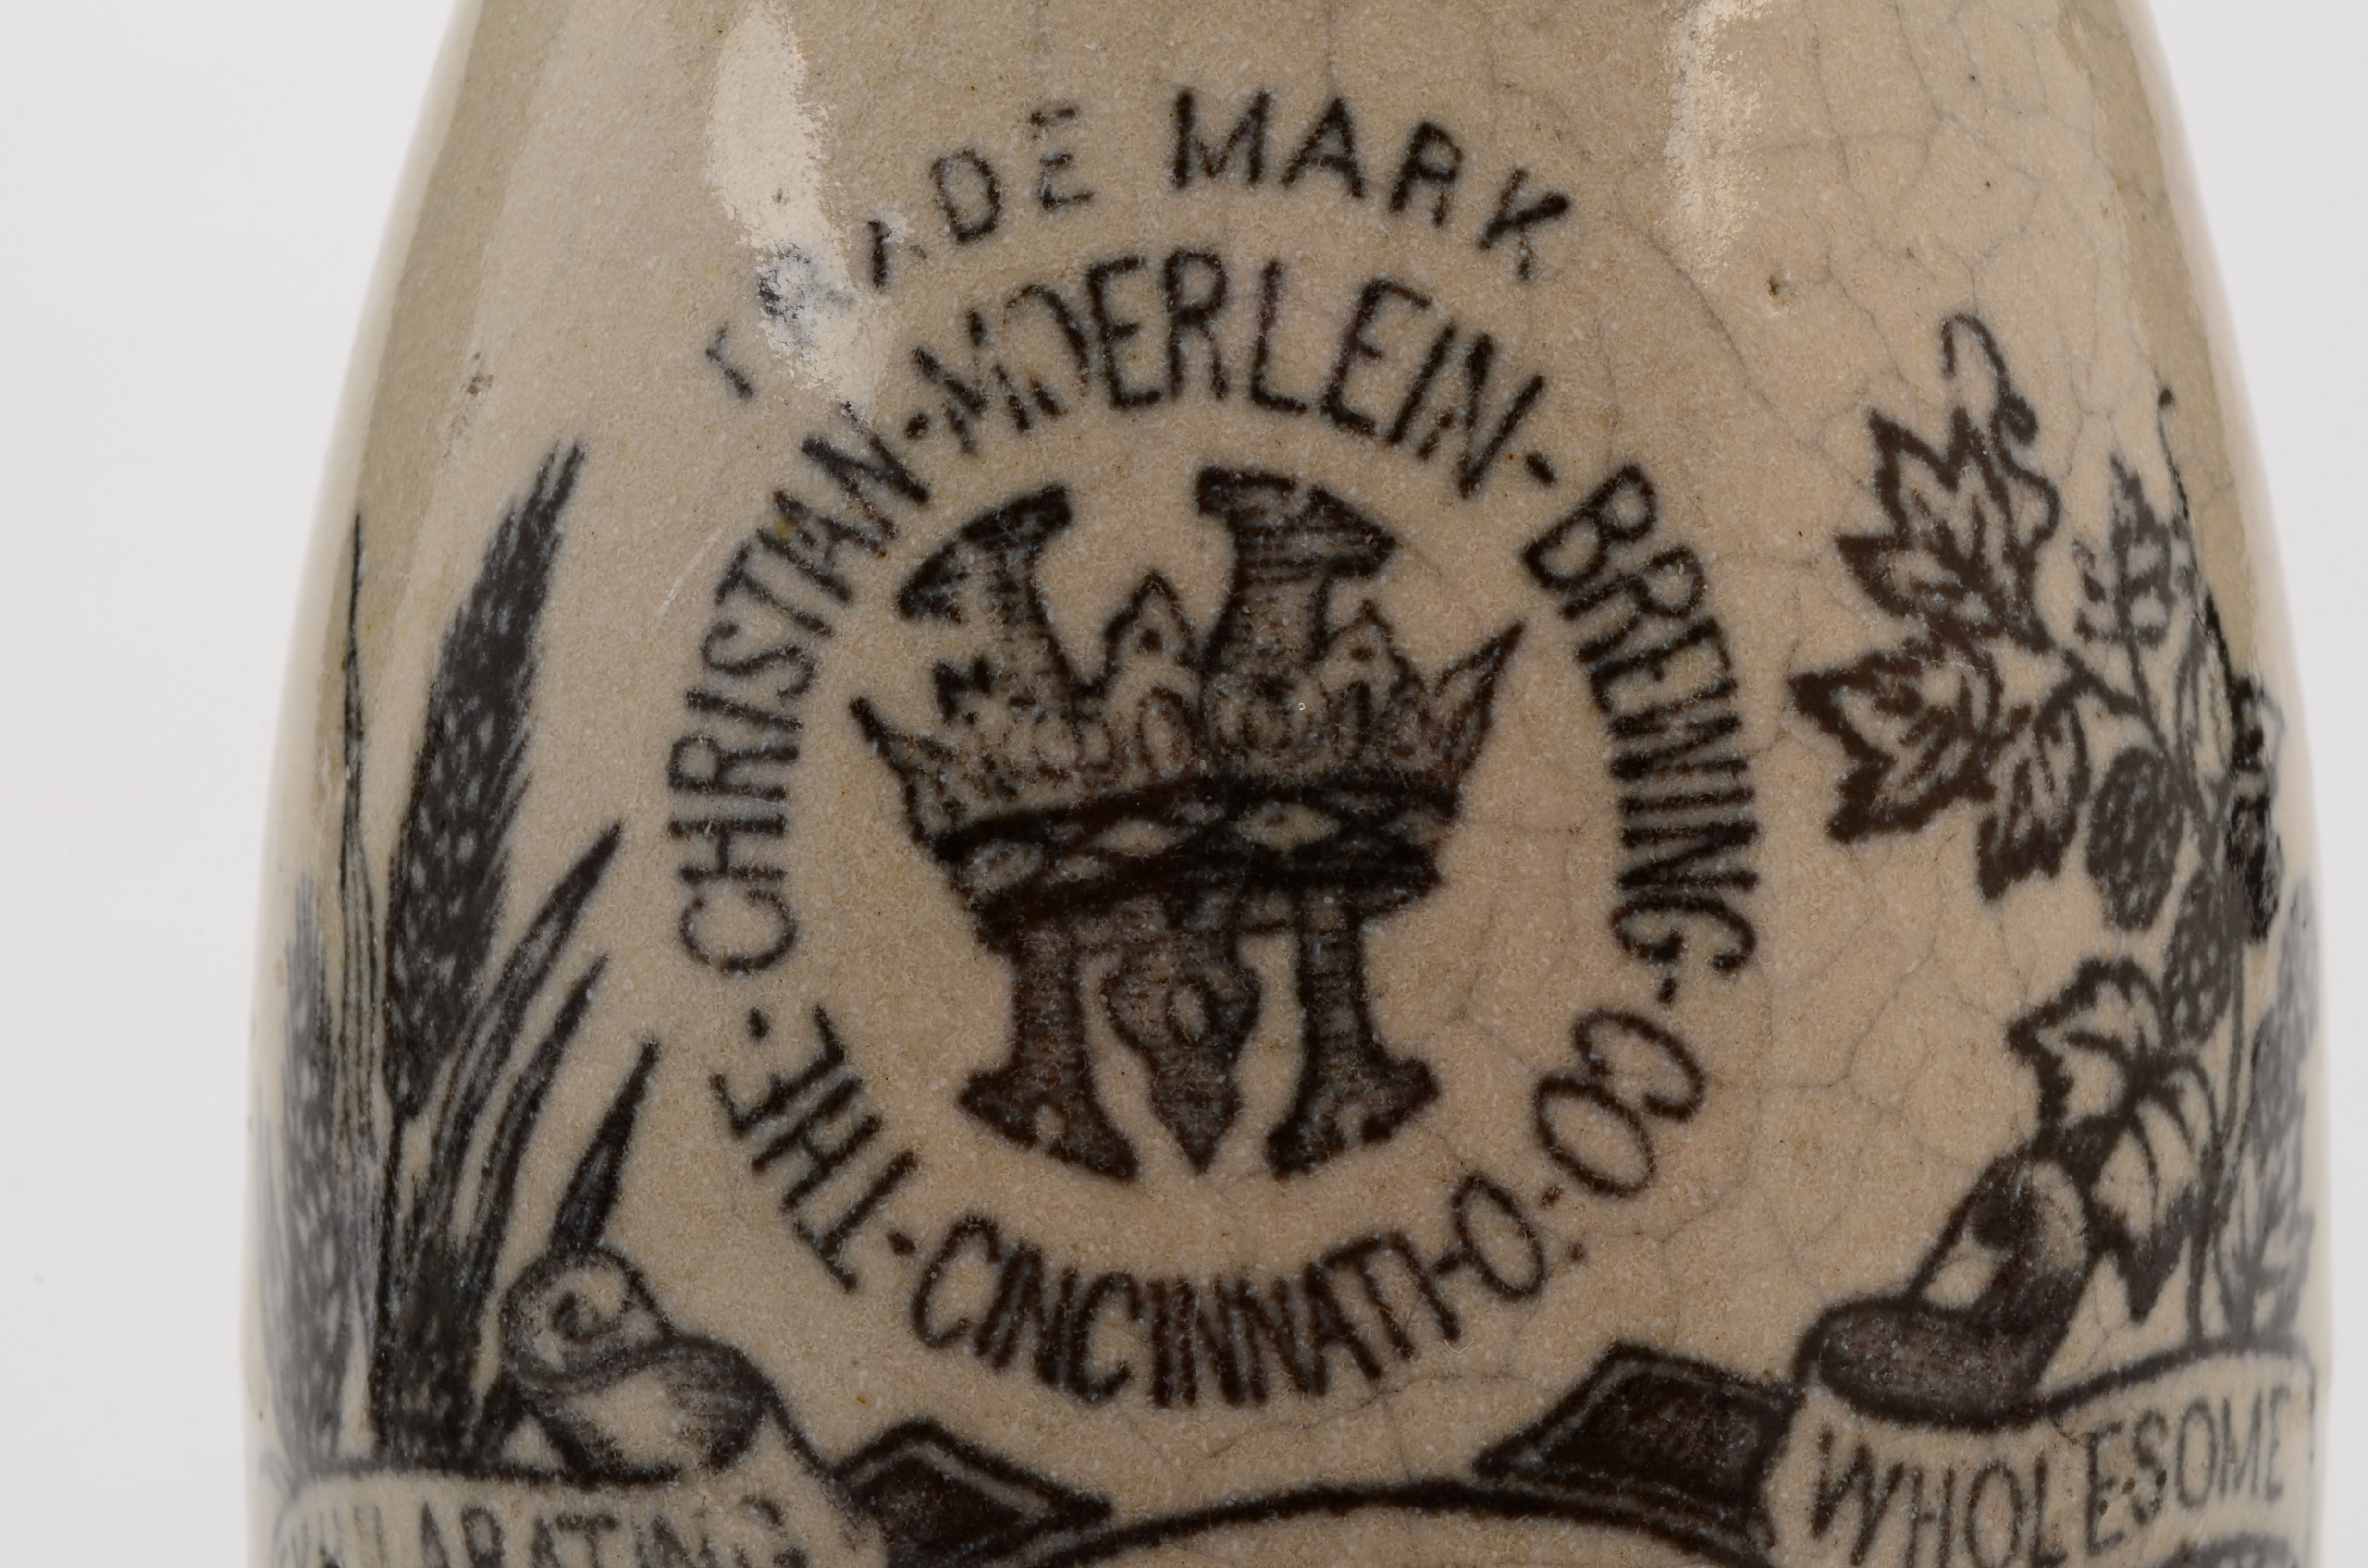 TRADE MARK
THE·CHRISTIAN·MOERLEIN-BREWING-CO.
CINCINNATI-O.
WHOLESOME